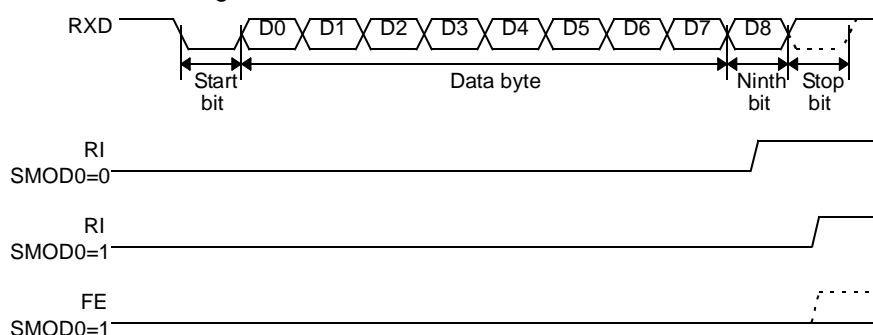 g
RXD D0 D1 D2 D3 D4 D5 D6 D7 D8
Start Data byte Ninth Stop
bit bit bit
RI
SMOD0=0
RI
SMOD0=1
FE
SMOD0=1